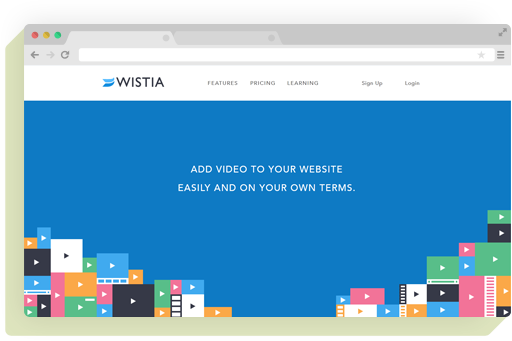 WISTIA
FEATURES PRICING LEARNING Sign Up Login
ADD VIDEO TO YOUR WEBSITE
EASILY AND ON YOUR OWN TERMS.